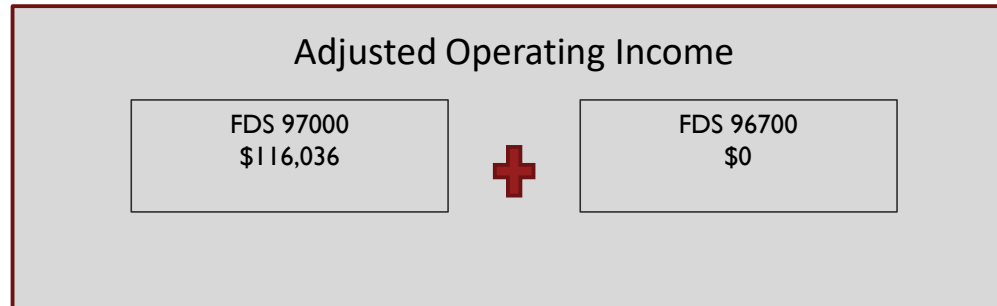 Adjusted Operating Income
FDS 97000
$116,036
FDS 96700
$0